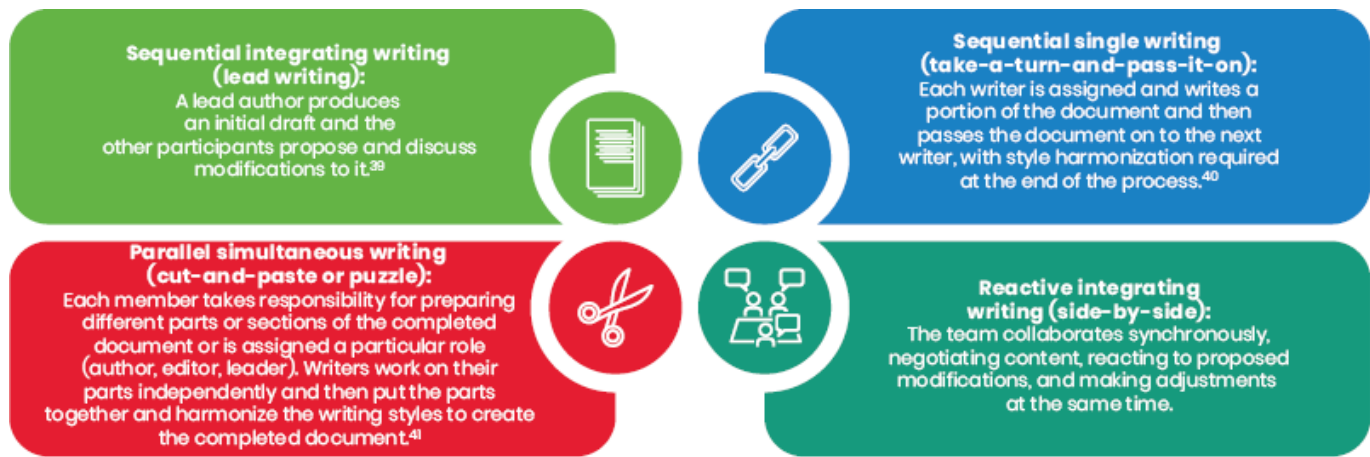 Sequential integrating writing
(lead writing):
A lead author produces
an initial draft and the
other participants propose and discuss
modifications to it.³⁹
Sequential single writing
(take-a-turn-and-pass-it-on):
Each writer is assigned and writes a
portion of the document and then
passes the document on to the next
writer, with style harmonization required
at the end of the process.⁴⁰
Parallel simultaneous writing
(cut-and-paste or puzzle):
Each member takes responsibility for preparing
different parts or sections of the completed
document or is assigned a particular role
(author, editor, leader). Writers work on their
parts independently and then put the parts
together and harmonize the writing styles to create
the completed document.⁴¹
Reactive integrating
writing (side-by-side):
The team collaborates synchronously,
negotiating content, reacting to proposed
modifications, and making adjustments
at the same time.